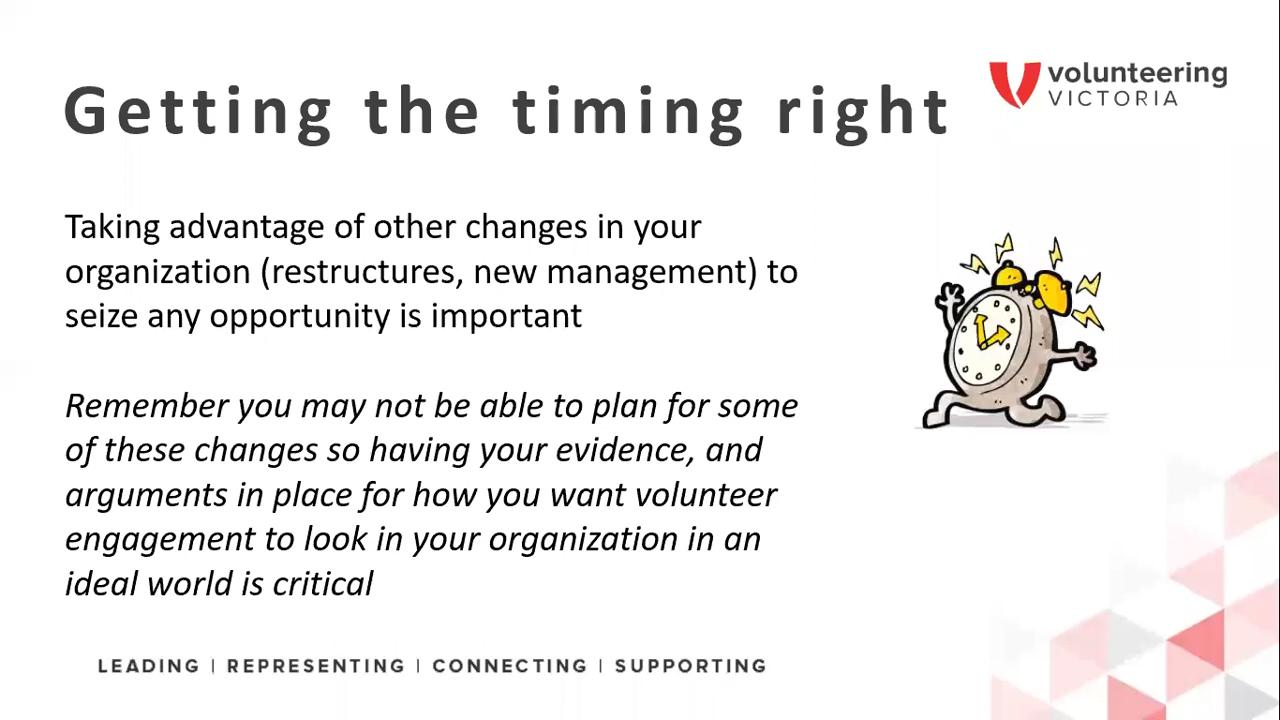 Getting the timing right
volunteering
VICTORIA
Taking advantage of other changes in your
organization (restructures, new management) to
seize any opportunity is important
Remember you may not be able to plan for some
of these changes so having your evidence, and
arguments in place for how you want volunteer
engagement to look in your organization in an
ideal world is critical
LEADING | REPRESENTING | CONNECTING | SUPPORTING